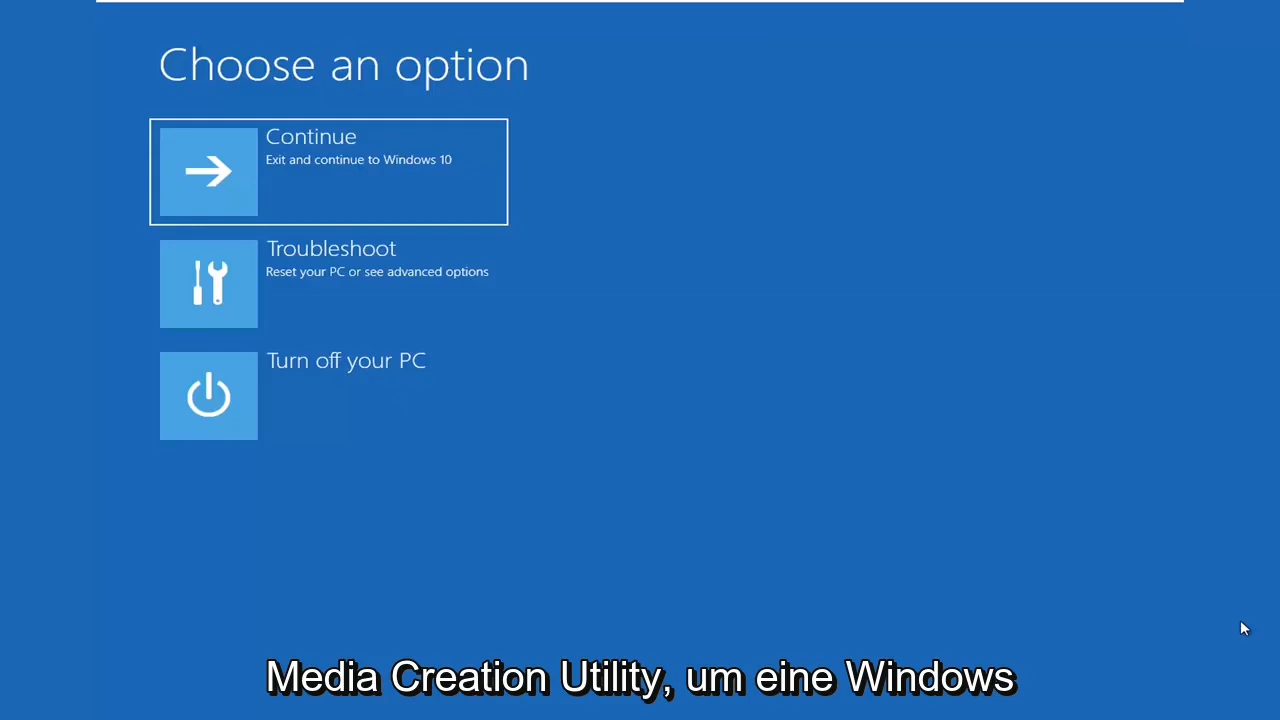 Choose an option
Continue
Exit and continue to Windows 10
Troubleshoot
Reset your PC or see advanced options
Turn off your PC
Media Creation Utility, um eine Windows